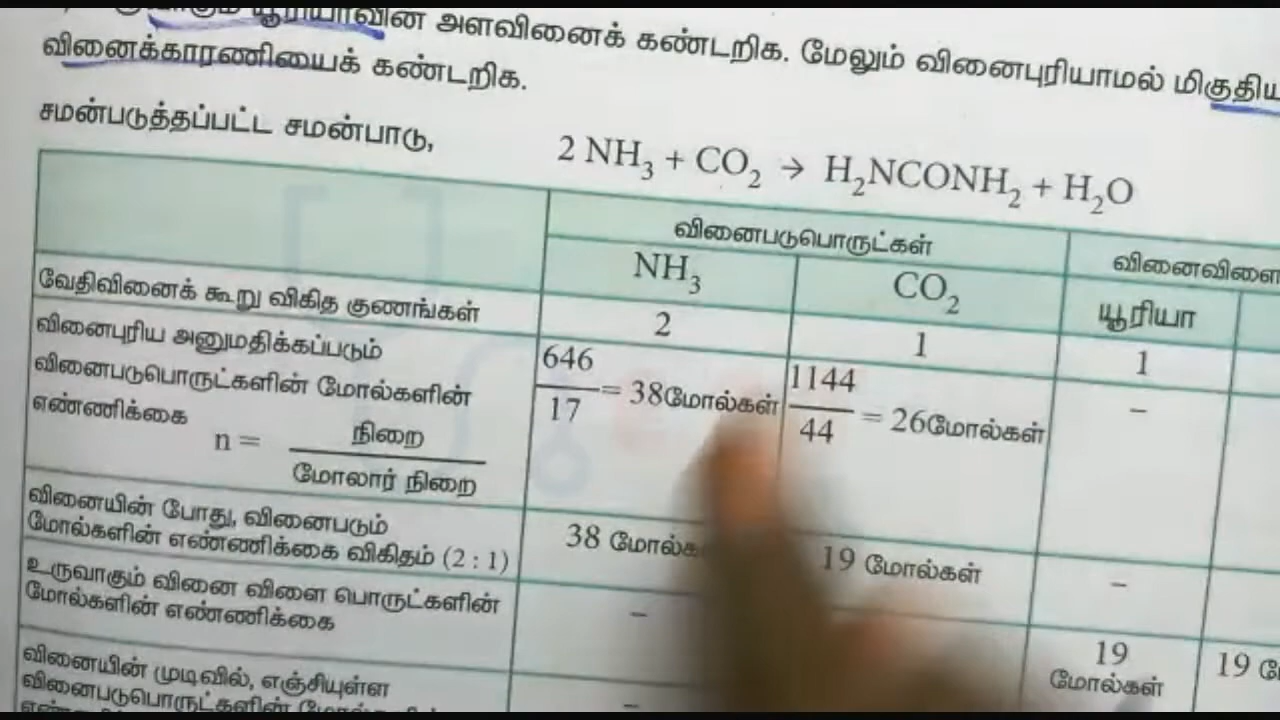 யூரியாவின் அளவினைக் கண்டறிக. மேலும் வினைபுரியாமல்
வினைக்காரணியைக் கண்டறிக.
சமன்படுத்தப்பட்ட சமன்பாடு,
2 NH₃ + CO₂ → H₂NCONH₂ + H₂O
வினைபடுபொருட்கள்
NH₃ CO₂ யூரியா
வேதிவினைக் கூறு விகித குணங்கள் 2 1 1
வினைபுரிய அனுமதிக்கப்படும்
வினைபடுபொருட்களின் மோல்களின்
எண்ணிக்கை
n = நிறை / மோலார் நிறை
646 / 17 = 38மோல்கள்
1144 / 44 = 26மோல்கள்
–
வினையின் போது, வினைபடும்
மோல்களின் எண்ணிக்கை விகிதம் (2 : 1)
38 19 மோல்கள் –
உருவாகும் வினை விளை பொருட்களின்
மோல்களின் எண்ணிக்கை
– 19 மோல்கள் 19
வினையின் முடிவில், எஞ்சியுள்ள
வினைபடுபொருட்களின்
–